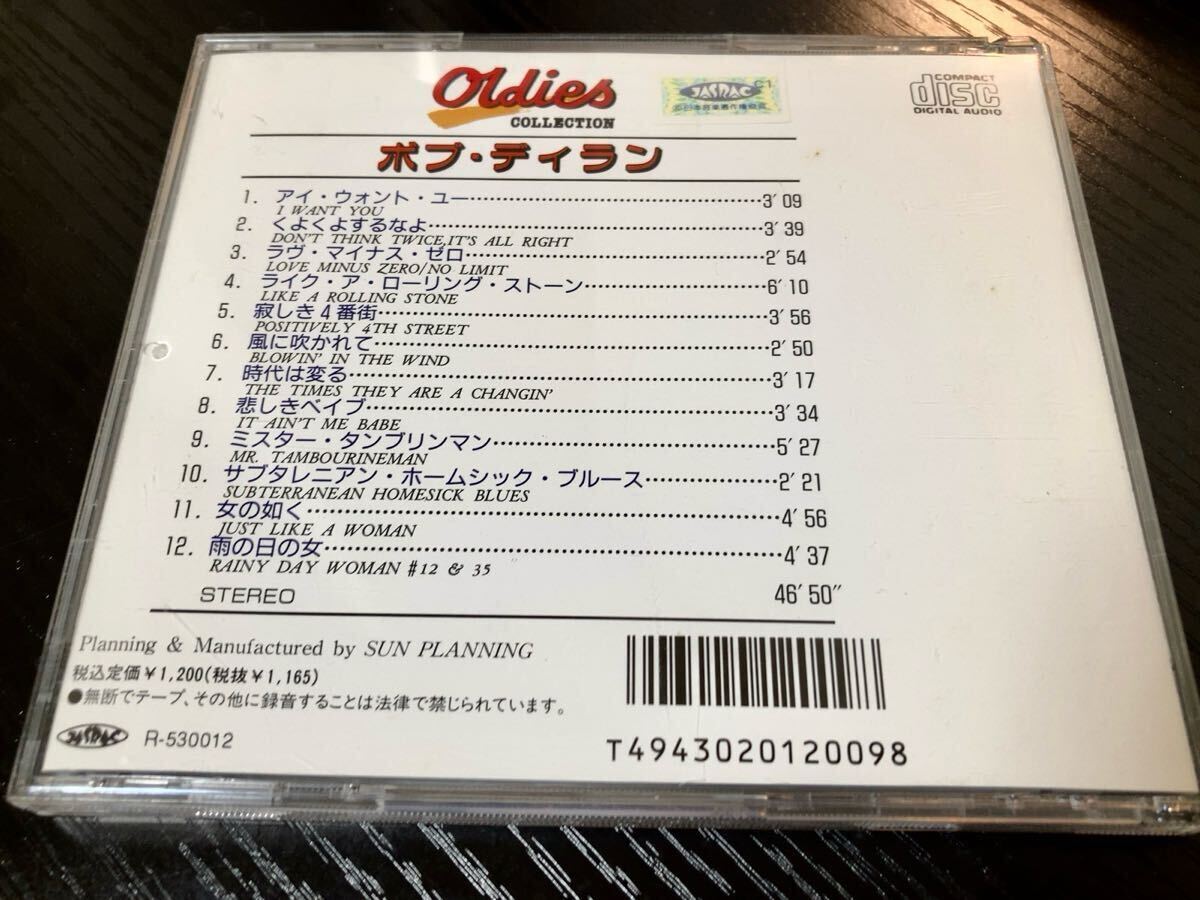 Oldies
COLLECTION
JASRAC
C1
COMPACT
disc
DIGITAL AUDIO
ボブ・ディラン
1. アイ・ウォント・ユー 3'09
I WANT YOU
2. くよくよするなよ 3'39
DON'T THINK TWICE,IT'S ALL RIGHT
3. ラヴ・マイナス・ゼロ 2'54
LOVE MINUS ZERO/NO LIMIT
4. ライク・ア・ローリング・ストーン 6'10
LIKE A ROLLING STONE
5. 寂しき4番街 3'56
POSITIVELY 4TH STREET
6. 風に吹かれて 2'50
BLOWIN' IN THE WIND
7. 時代は変る 3'17
THE TIMES THEY ARE A CHANGIN'
8. 悲しきベイブ 3'34
IT AIN'T ME BABE
9. ミスター・タンブリンマン 5'27
MR. TAMBOURINEMAN
10. サブタレニアン・ホームシック・ブルース 2'21
SUBTERRANEAN HOMESICK BLUES
11. 女の如く 4'56
JUST LIKE A WOMAN
12. 雨の日の女 4'37
RAINY DAY WOMAN #12 & 35
STEREO 46'50"
Planning & Manufactured by SUN PLANNING
税込定価¥1,200(税抜¥1,165)
●無断でテープ、その他に録音することは法律で禁じられています。
JASRAC R-530012
T4943020120098